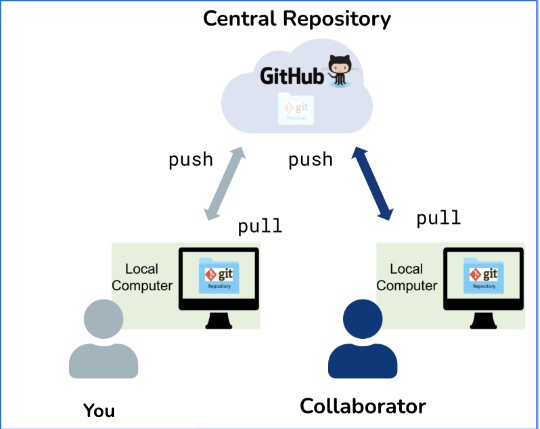 Central Repository
GitHub
git
Repository
push
push
pull
pull
Local
Computer
git
Repository
Local
Computer
git
Repository
You
Collaborator